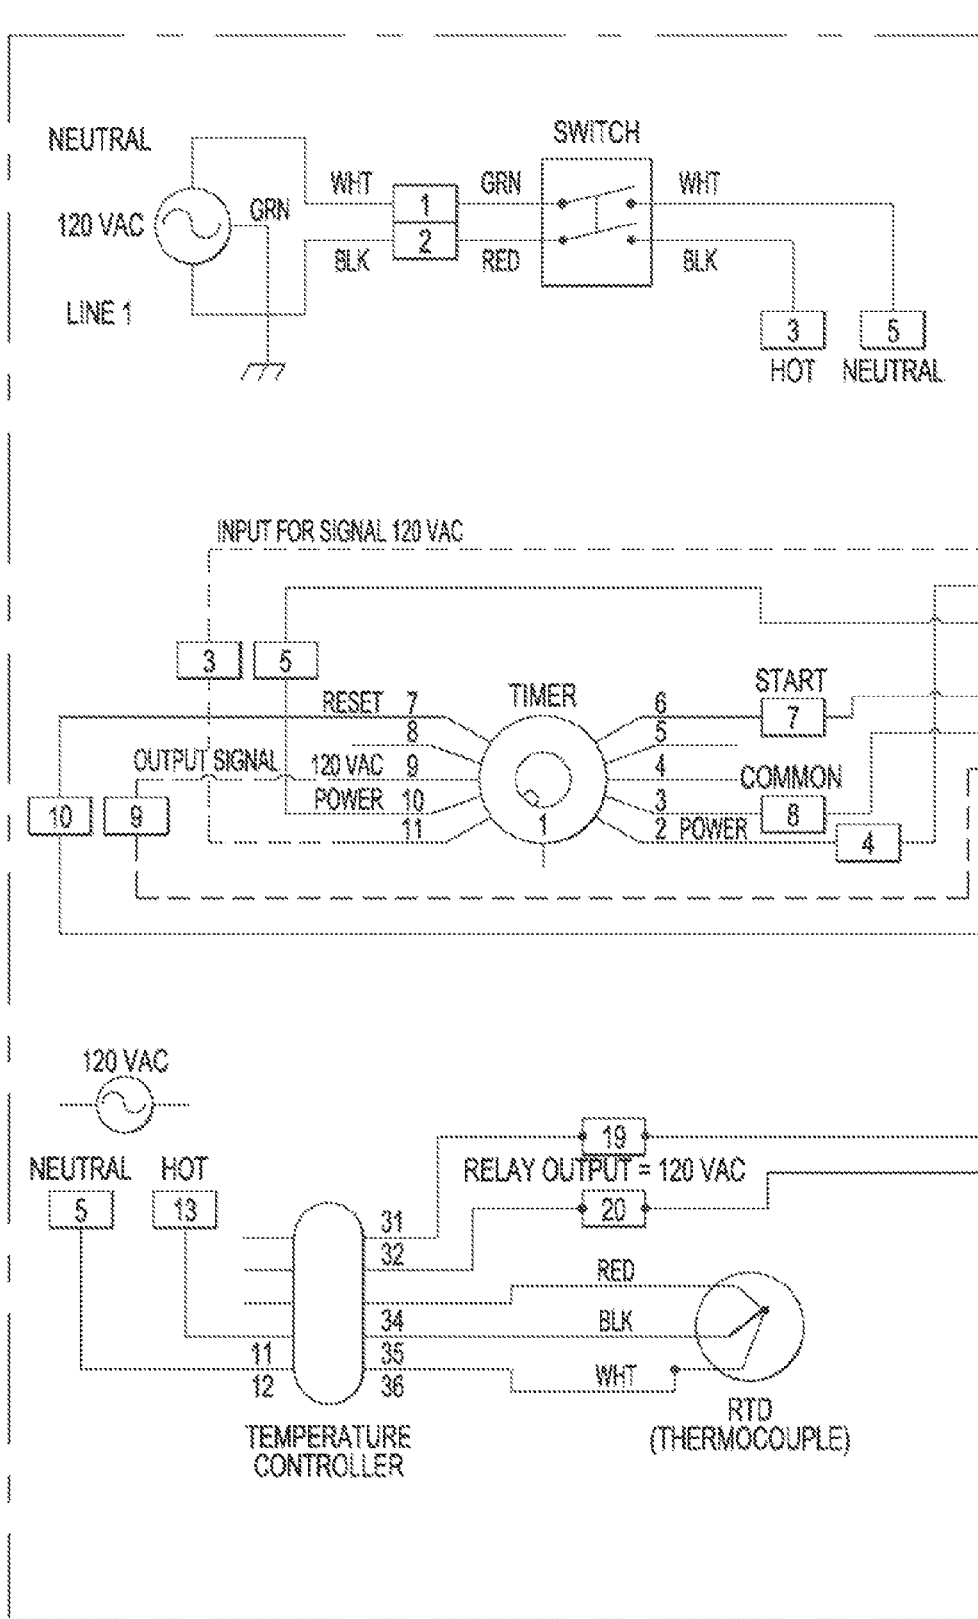 NEUTRAL
120 VAC
GRN
LINE 1
WHT
BLK
1
2
GRN
RED
SWITCH
WHT
BLK
3
HOT
5
NEUTRAL
INPUT FOR SIGNAL 120 VAC
3
5
RESET 7
8
OUTPUT SIGNAL
120 VAC 9
POWER 10
11
10
9
TIMER
1
6
5
4
3
2 POWER
START
7
COMMON
8
4
120 VAC
NEUTRAL
HOT
5
13
11
12
TEMPERATURE
CONTROLLER
31
32
34
35
36
19
RELAY OUTPUT = 120 VAC
20
RED
BLK
WHT
RTD
(THERMOCOUPLE)